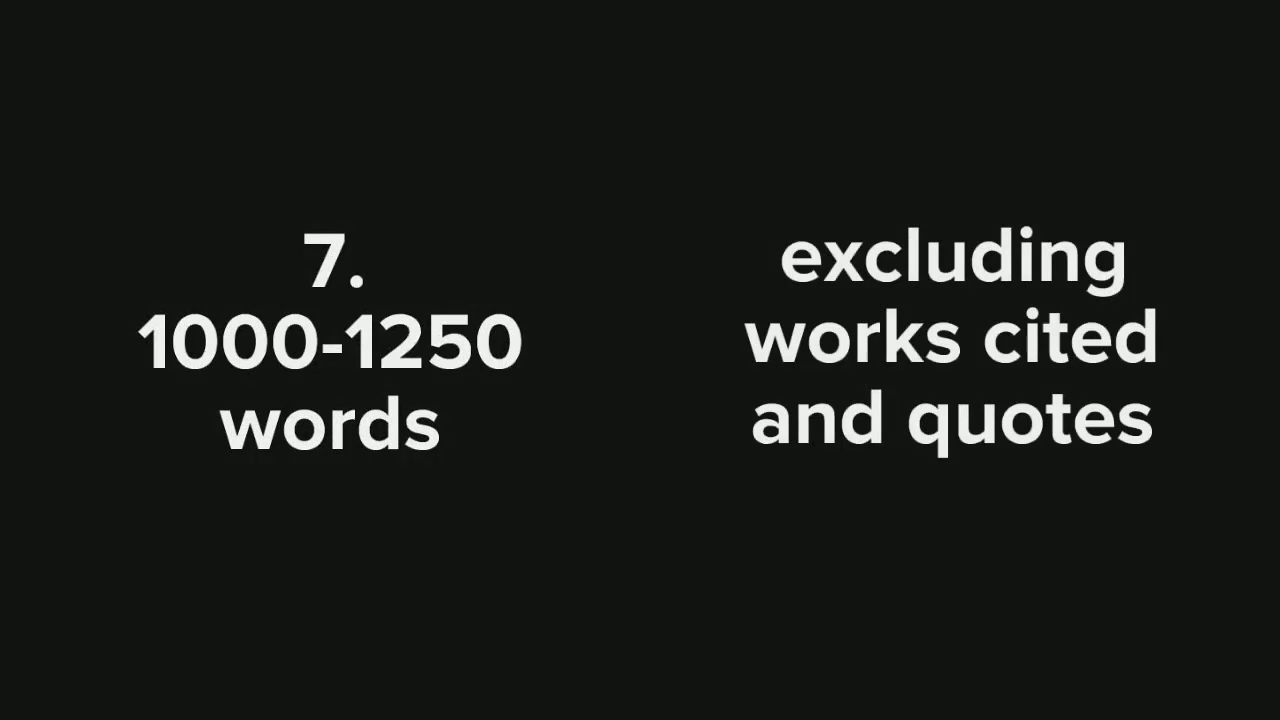 7.
1000-1250
words
excluding
works cited
and quotes